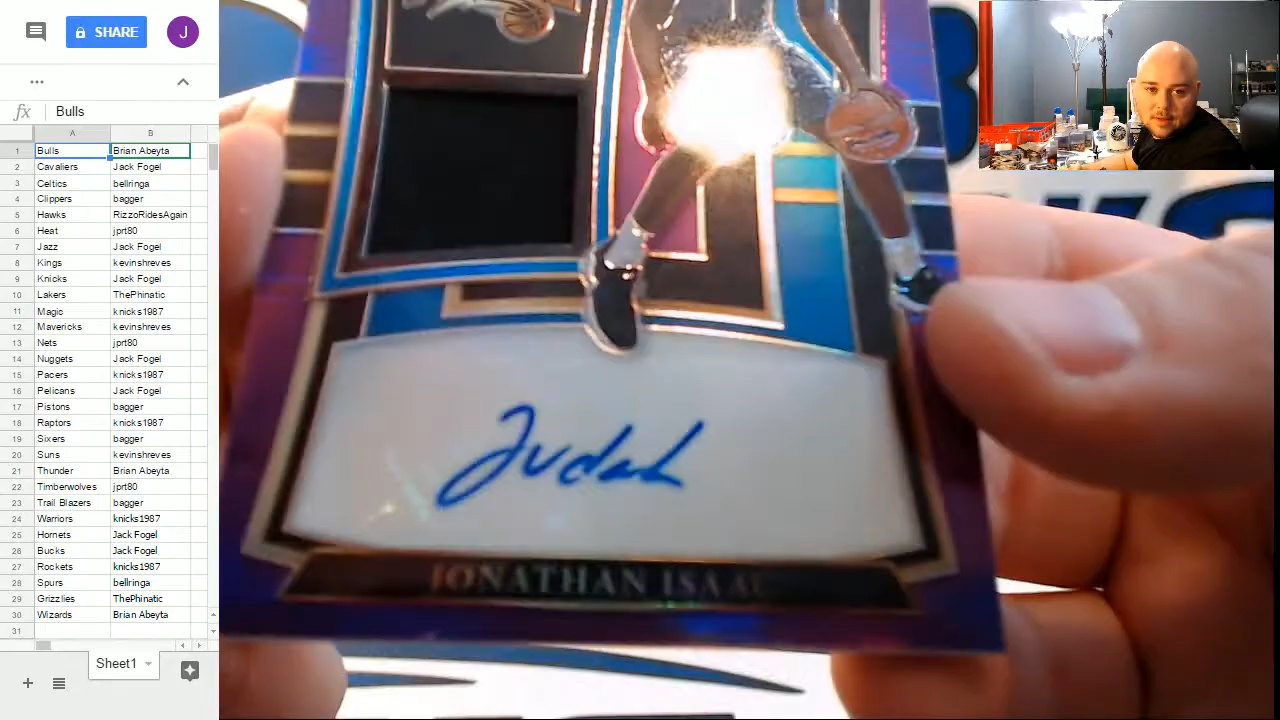 SHARE
J
...
fx Bulls
A B
1 Bulls Brian Abeyta
2 Cavaliers Jack Fogel
3 Celtics bellringa
4 Clippers bagger
5 Hawks RizzoRidesAgain
6 Heat jprt80
7 Jazz Jack Fogel
8 Kings kevinshreves
9 Knicks Jack Fogel
10 Lakers ThePhinatic
11 Magic knicks1987
12 Mavericks kevinshreves
13 Nets jprt80
14 Nuggets Jack Fogel
15 Pacers knicks1987
16 Pelicans Jack Fogel
17 Pistons bagger
18 Raptors knicks1987
19 Sixers bagger
20 Suns kevinshreves
21 Thunder Brian Abeyta
22 Timberwolves jprt80
23 Trail Blazers bagger
24 Warriors knicks1987
25 Hornets Jack Fogel
26 Bucks Jack Fogel
27 Rockets knicks1987
28 Spurs bellringa
29 Grizzlies ThePhinatic
30 Wizards Brian Abeyta
31
Sheet1
Judah
JONATHAN ISAAC